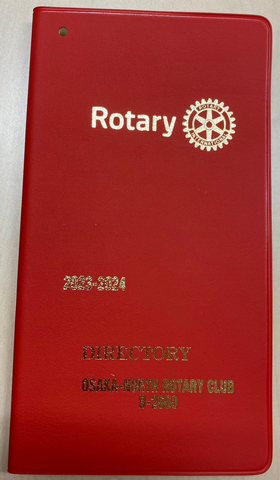 Rotary
ROTARY
INTERNATIONAL
2023-2024
DIRECTORY
OSAKA-NORTH ROTARY CLUB
D-2660